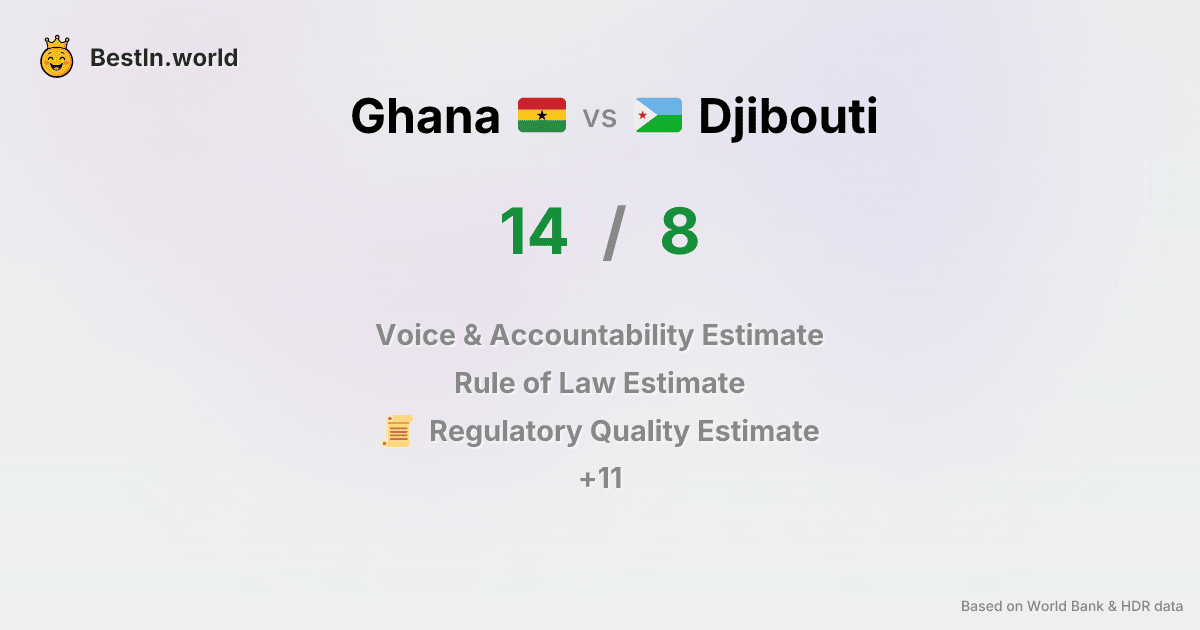 BestIn.world
Ghana vs Djibouti
14 / 8
Voice & Accountability Estimate
Rule of Law Estimate
Regulatory Quality Estimate
+11
Based on World Bank & HDR data